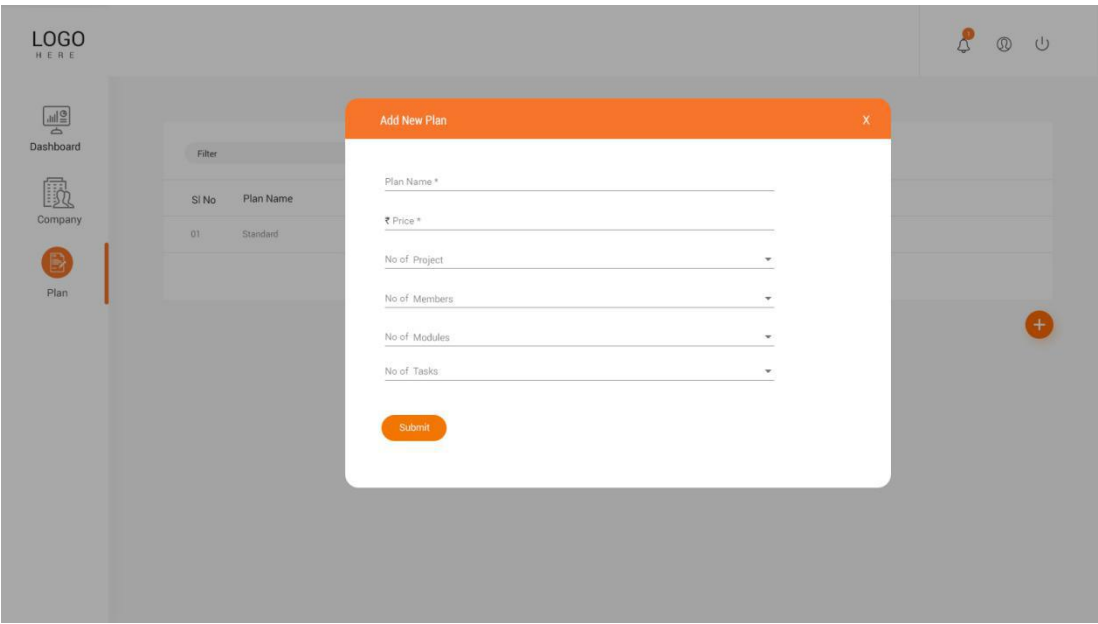 LOGO
HERE
1
Dashboard
Company
Plan
Filter
Sl No Plan Name
01 Standard
Add New Plan X
Plan Name *
₹ Price *
No of Project
No of Members
No of Modules
No of Tasks
Submit
+